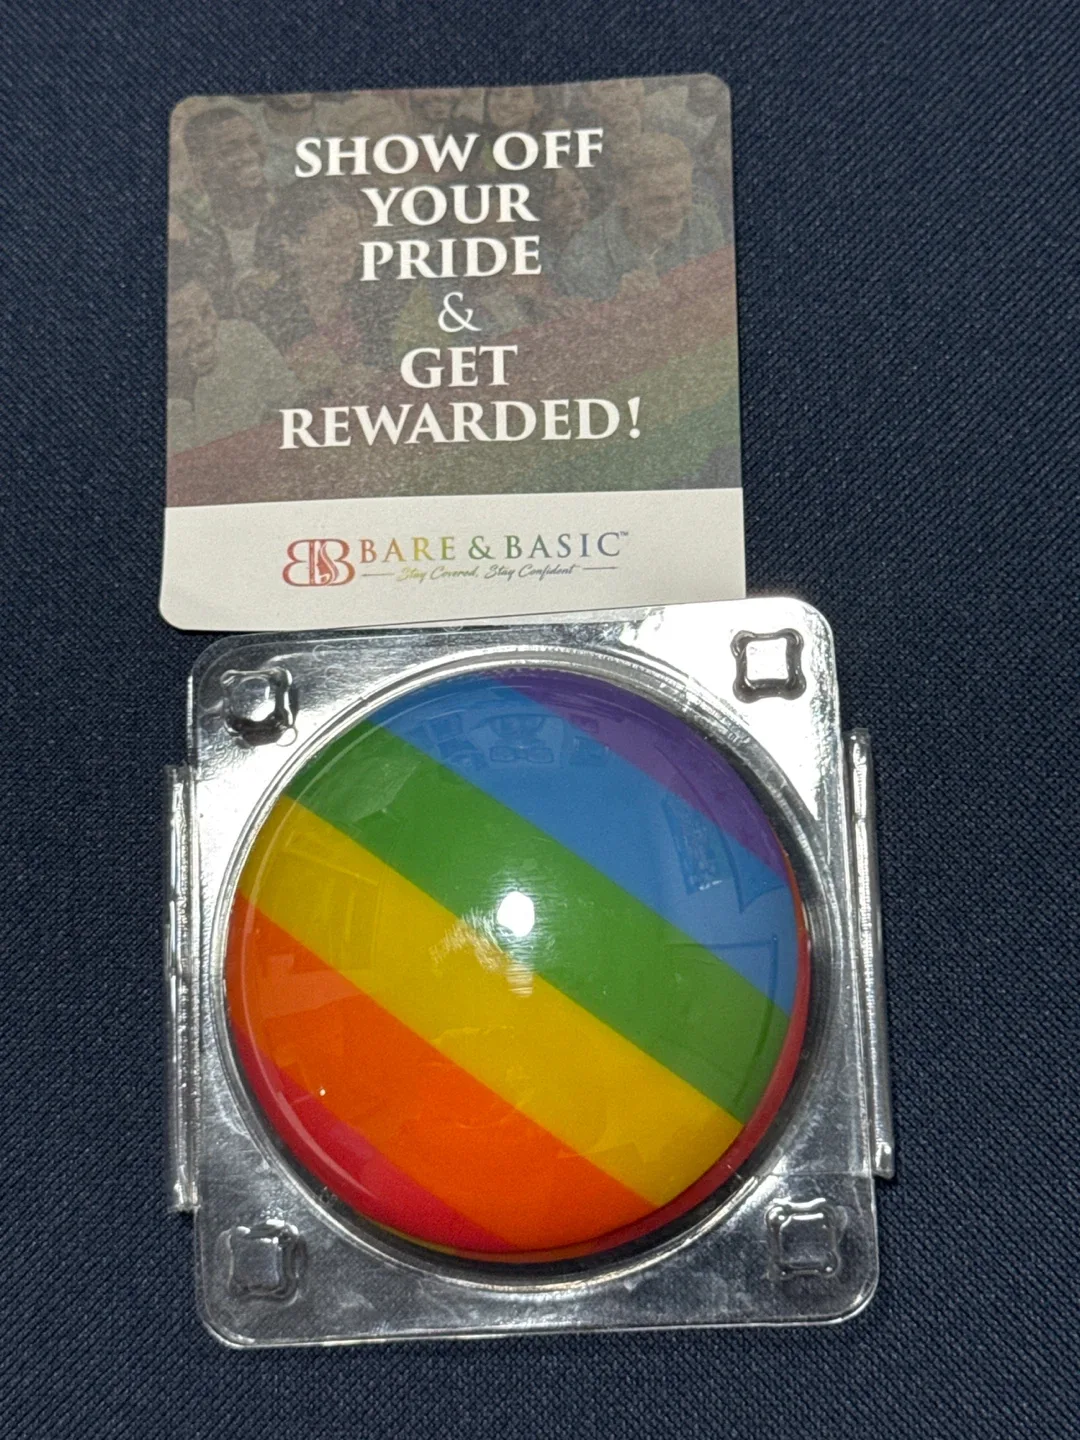 SHOW OFF
YOUR
PRIDE
&
GET
REWARDED!
BARE & BASIC™
Stay Covered, Stay Confident